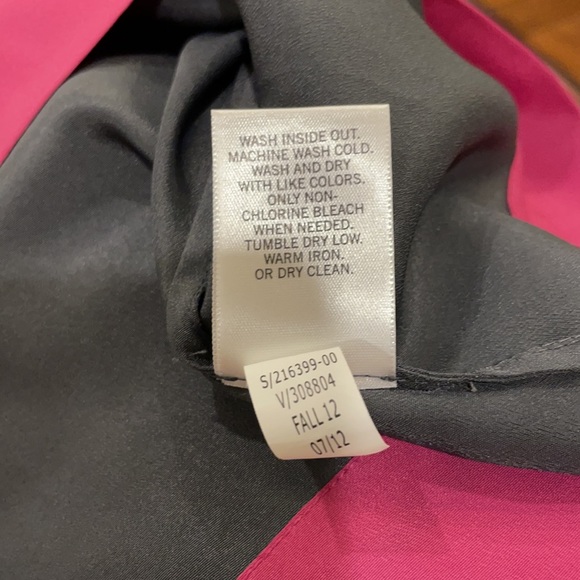 WASH INSIDE OUT.
MACHINE WASH COLD.
WASH AND DRY
WITH LIKE COLORS.
ONLY NON-
CHLORINE BLEACH
WHEN NEEDED.
TUMBLE DRY LOW.
WARM IRON.
OR DRY CLEAN.
S/216399-00
V/308804
FALL 12
07/12